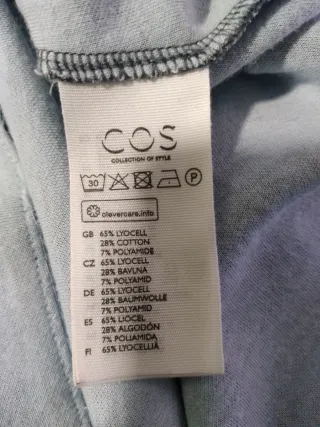 COS
COLLECTION OF STYLE
30
P
clevercare.info
GB 65% LYOCELL
28% COTTON
7% POLYAMIDE
CZ 65% LYOCELL
28% BAVLNA
7% POLYAMID
DE 65% LYOCELL
28% BAUMWOLLE
7% POLYAMID
ES 65% LIOCEL
28% ALGODÓN
7% POLIAMIDA
FI 65% LYOCELLIÄ